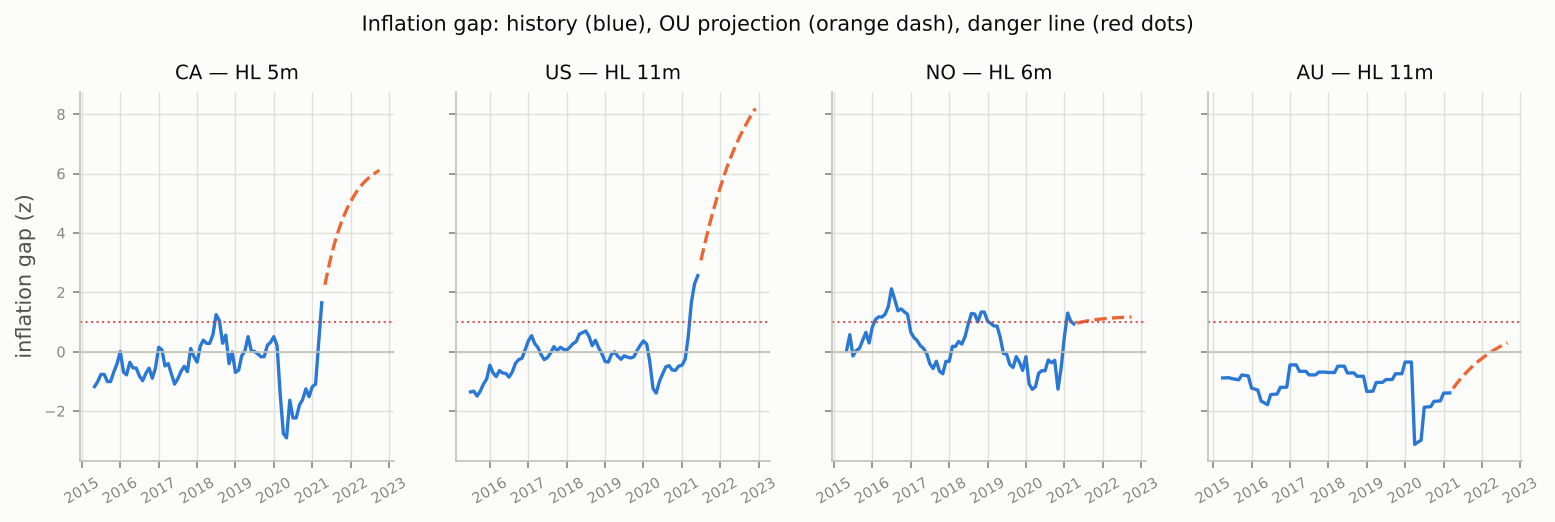 Inflation gap: history (blue), OU projection (orange dash), danger line (red dots)
CA — HL 5m
US — HL 11m
NO — HL 6m
AU — HL 11m
inflation gap (z)
8
6
4
2
0
−2
2015 2016 2017 2018 2019 2020 2021 2022 2023
2016 2017 2018 2019 2020 2021 2022 2023
2015 2016 2017 2018 2019 2020 2021 2022 2023
2015 2016 2017 2018 2019 2020 2021 2022 2023